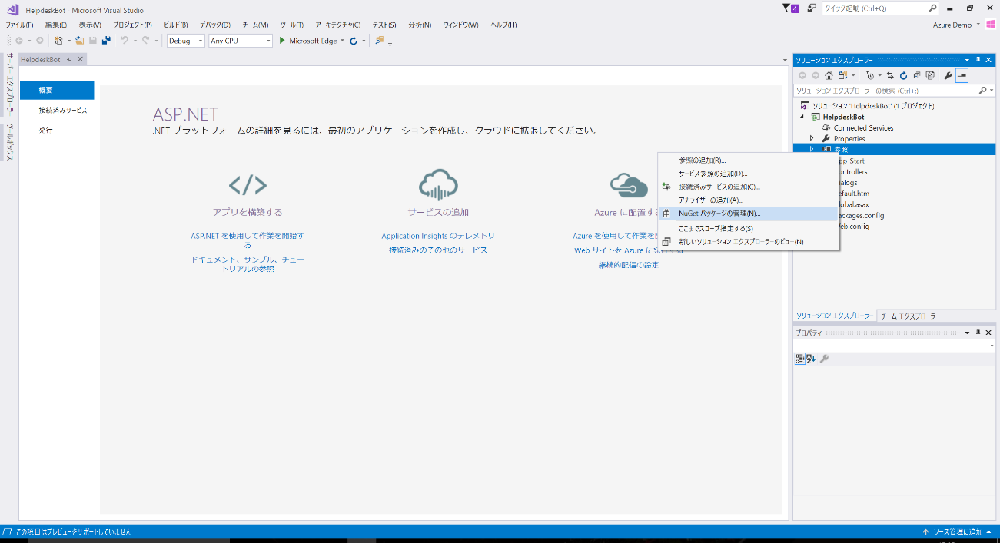 HelpdeskBot - Microsoft Visual Studio
4
クイック起動 (Ctrl+Q)
ファイル(F) 編集(E) 表示(V) プロジェクト(P) ビルド(B) デバッグ(D) チーム(M) ツール(T) アーキテクチャ(C) テスト(S) 分析(N) ウィンドウ(W) ヘルプ(H)
Azure Demo
Debug Any CPU Microsoft Edge
サーバー エクスプローラー
ツールボックス
HelpdeskBot
概要
接続済みサービス
発行
ASP.NET
.NET プラットフォームの詳細を見るには、最初のアプリケーションを作成し、クラウドに拡張してください。
アプリを構築する
ASP.NET を使用して作業を開始す
る
ドキュメント、サンプル、チュー
トリアルの参照
サービスの追加
Application Insights のテレメトリ
接続済みのその他のサービス
Azure に配置す
Azure を使用して作業を
Web サイトを Azure に発行する
継続的配信の設定
参照の追加(R)...
サービス参照の追加(D)...
接続済みサービスの追加(C)...
アナライザーの追加(A)...
NuGet パッケージの管理(N)...
ここまでスコープ指定する(S)
新しいソリューション エクスプローラーのビュー(N)
ソリューション エクスプローラー
ソリューション エクスプローラー の検索 (Ctrl+;)
ソリューション 'HelpdeskBot' (1 プロジェクト)
HelpdeskBot
Connected Services
Properties
参照
pp_Start
ontrollers
ialogs
efault.htm
lobal.asax
ackages.config
eb.config
ソリューション エクスプローラー チーム エクスプローラー
プロパティ
この項目はプレビューをサポートしていません
ソース管理に追加